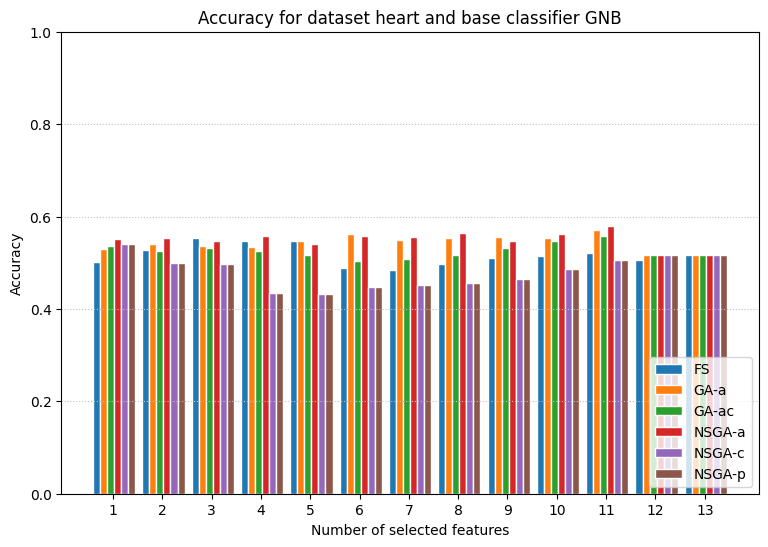 Accuracy for dataset heart and base classifier GNB
1.0
0.8
0.6
0.4
0.2
0.0
Accuracy
1 2 3 4 5 6 7 8 9 10 11 12 13
Number of selected features
FS
GA-a
GA-ac
NSGA-a
NSGA-c
NSGA-p